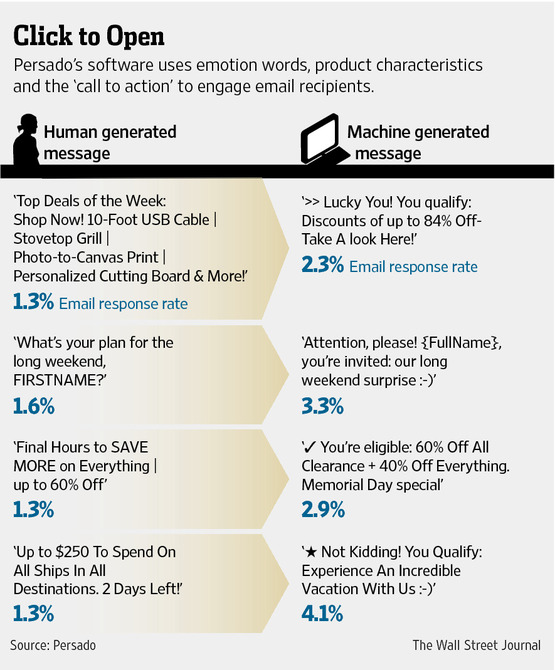 Click to Open
Persado's software uses emotion words, product characteristics
and the 'call to action' to engage email recipients.
Human generated
message
Machine generated
message
'Top Deals of the Week:
Shop Now! 10-Foot USB Cable |
Stovetop Grill |
Photo-to-Canvas Print |
Personalized Cutting Board & More!'
1.3% Email response rate
'>> Lucky You! You qualify:
Discounts of up to 84% Off-
Take A look Here!'
2.3% Email response rate
'What's your plan for the
long weekend,
FIRSTNAME?'
1.6%
'Attention, please! {FullName},
you're invited: our long
weekend surprise :-)'
3.3%
'Final Hours to SAVE
MORE on Everything |
up to 60% Off'
1.3%
'✓ You're eligible: 60% Off All
Clearance + 40% Off Everything.
Memorial Day special'
2.9%
'Up to $250 To Spend On
All Ships In All
Destinations. 2 Days Left!'
1.3%
'★ Not Kidding! You Qualify:
Experience An Incredible
Vacation With Us :-)'
4.1%
Source: Persado
The Wall Street Journal